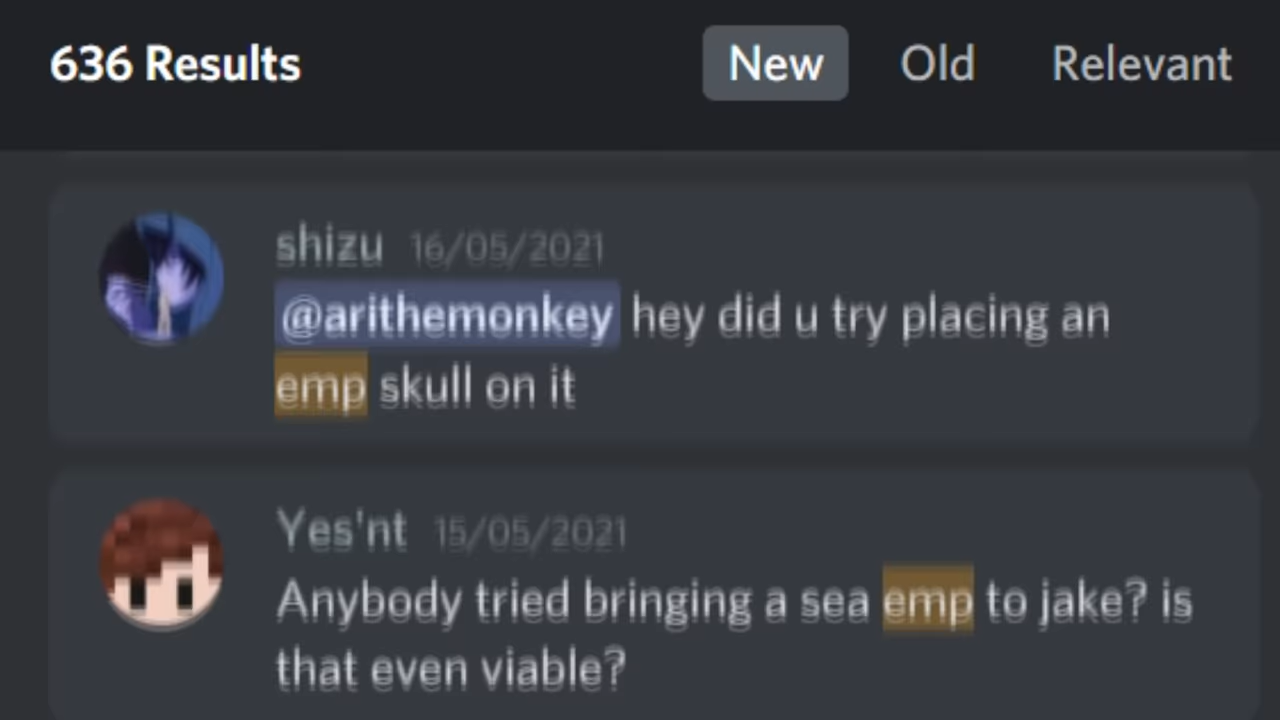 636 Results New Old Relevant
shizu 16/05/2021
@arithemonkey hey did u try placing an
emp skull on it
Yes'nt 15/05/2021
Anybody tried bringing a sea emp to jake? is
that even viable?